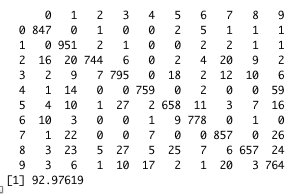 0 1 2 3 4 5 6 7 8 9
0 847 0 1 0 0 2 5 1 1 1
1 0 951 2 1 0 0 2 2 1 1
2 16 20 744 6 0 2 4 20 9 2
3 2 9 7 795 0 18 2 12 10 6
4 1 14 0 0 759 0 2 0 0 59
5 4 10 1 27 2 658 11 3 7 16
6 10 3 0 0 1 9 778 0 1 0
7 1 22 0 0 7 0 0 857 0 26
8 3 23 5 27 5 25 7 6 657 24
9 3 6 1 10 17 2 1 20 3 764
[1] 92.97619